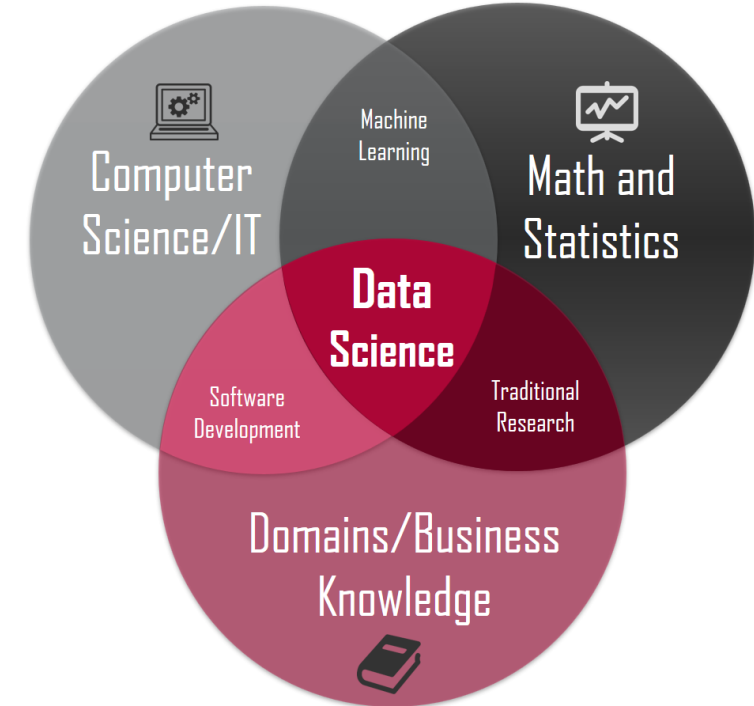 Machine
Learning
Computer
Science/IT
Math and
Statistics
Data
Science
Software
Development
Traditional
Research
Domains/Business
Knowledge